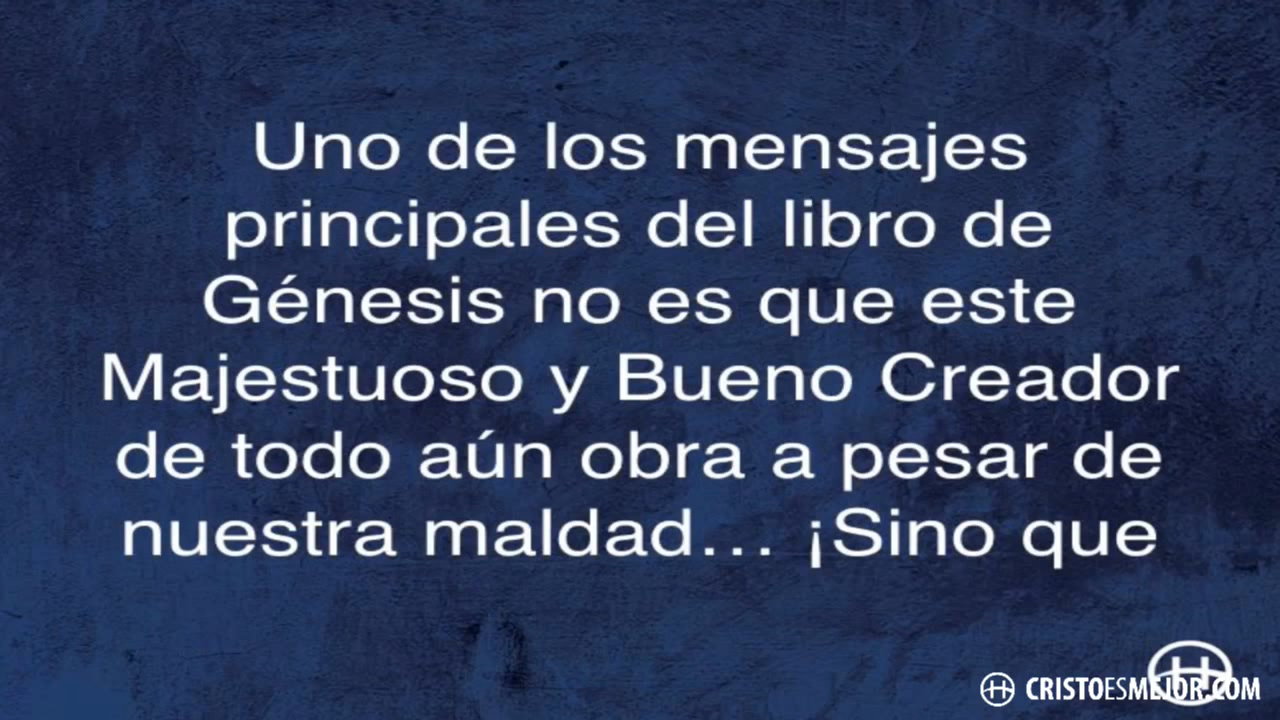 Uno de los mensajes
principales del libro de
Génesis no es que este
Majestuoso y Bueno Creador
de todo aún obra a pesar de
nuestra maldad... ¡Sino que
CRISTOESMEJOR.COM